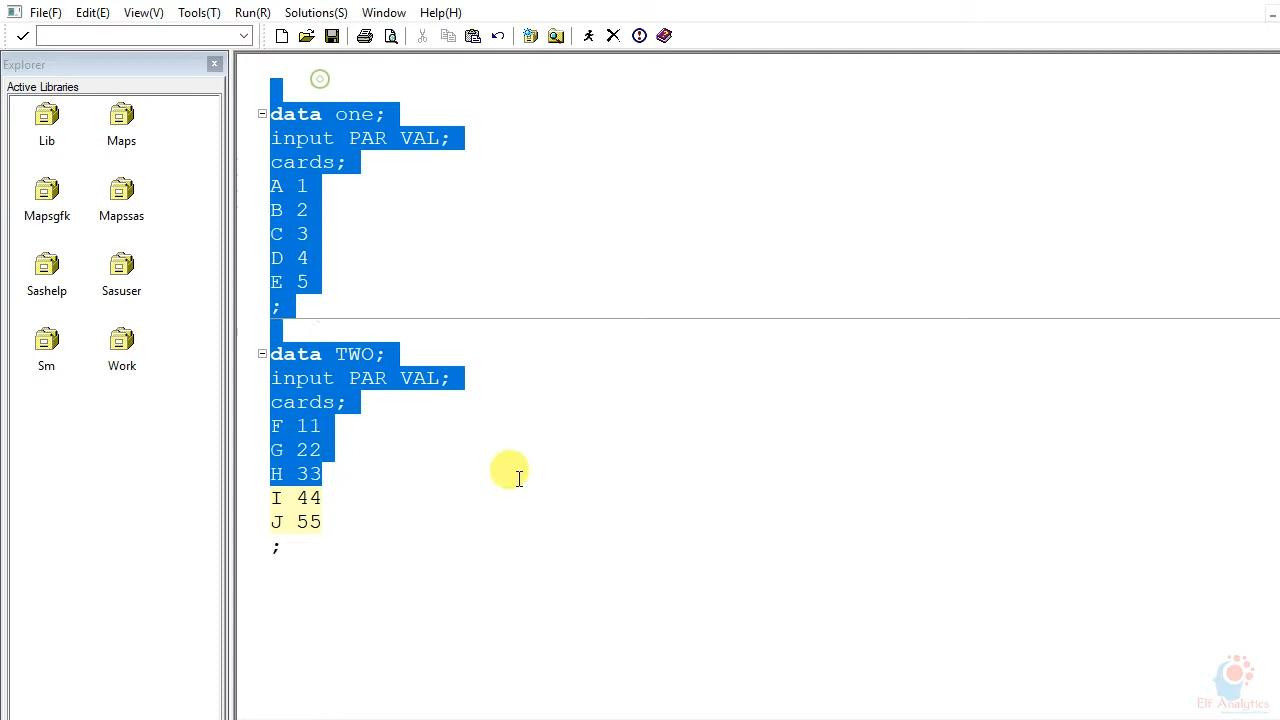 File(F) Edit(E) View(V) Tools(T) Run(R) Solutions(S) Window Help(H)
Explorer
Active Libraries
Lib Maps
Mapsgfk Mapssas
Sashelp Sasuser
Sm Work
data one;
input PAR VAL;
cards;
A 1
B 2
C 3
D 4
E 5
;
data TWO;
input PAR VAL;
cards;
F 11
G 22
H 33
I 44
J 55
;
Elf Analytics